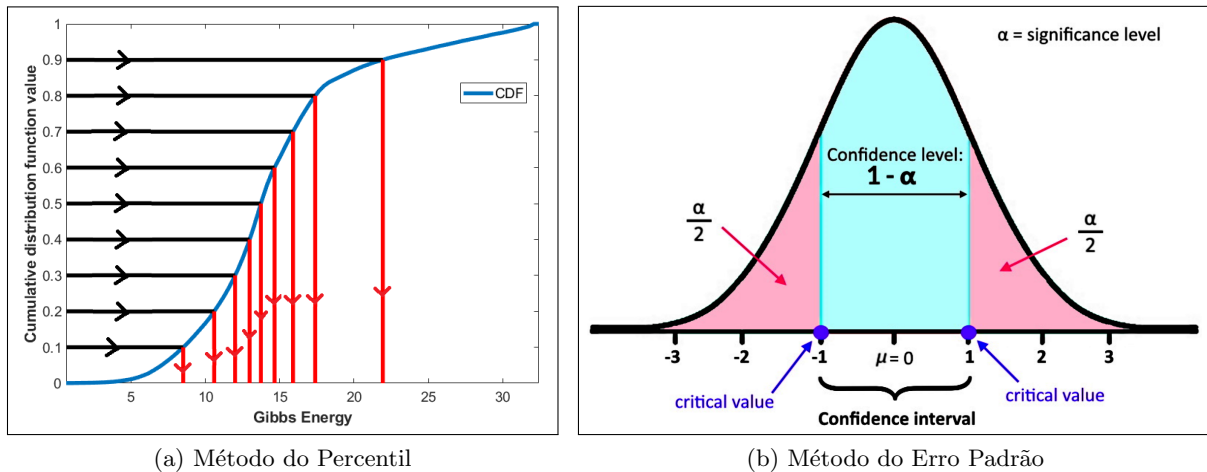 1
0.9
0.8
0.7
0.6
0.5
0.4
0.3
0.2
0.1
0
Cumulative distribution function value
CDF
5
10
15
20
25
30
Gibbs Energy
(a) Método do Percentil
α = significance level
Confidence level:
1 - α
α
2
α
2
-3
-2
-1
μ = 0
1
2
3
critical value
critical value
Confidence interval
(b) Método do Erro Padrão